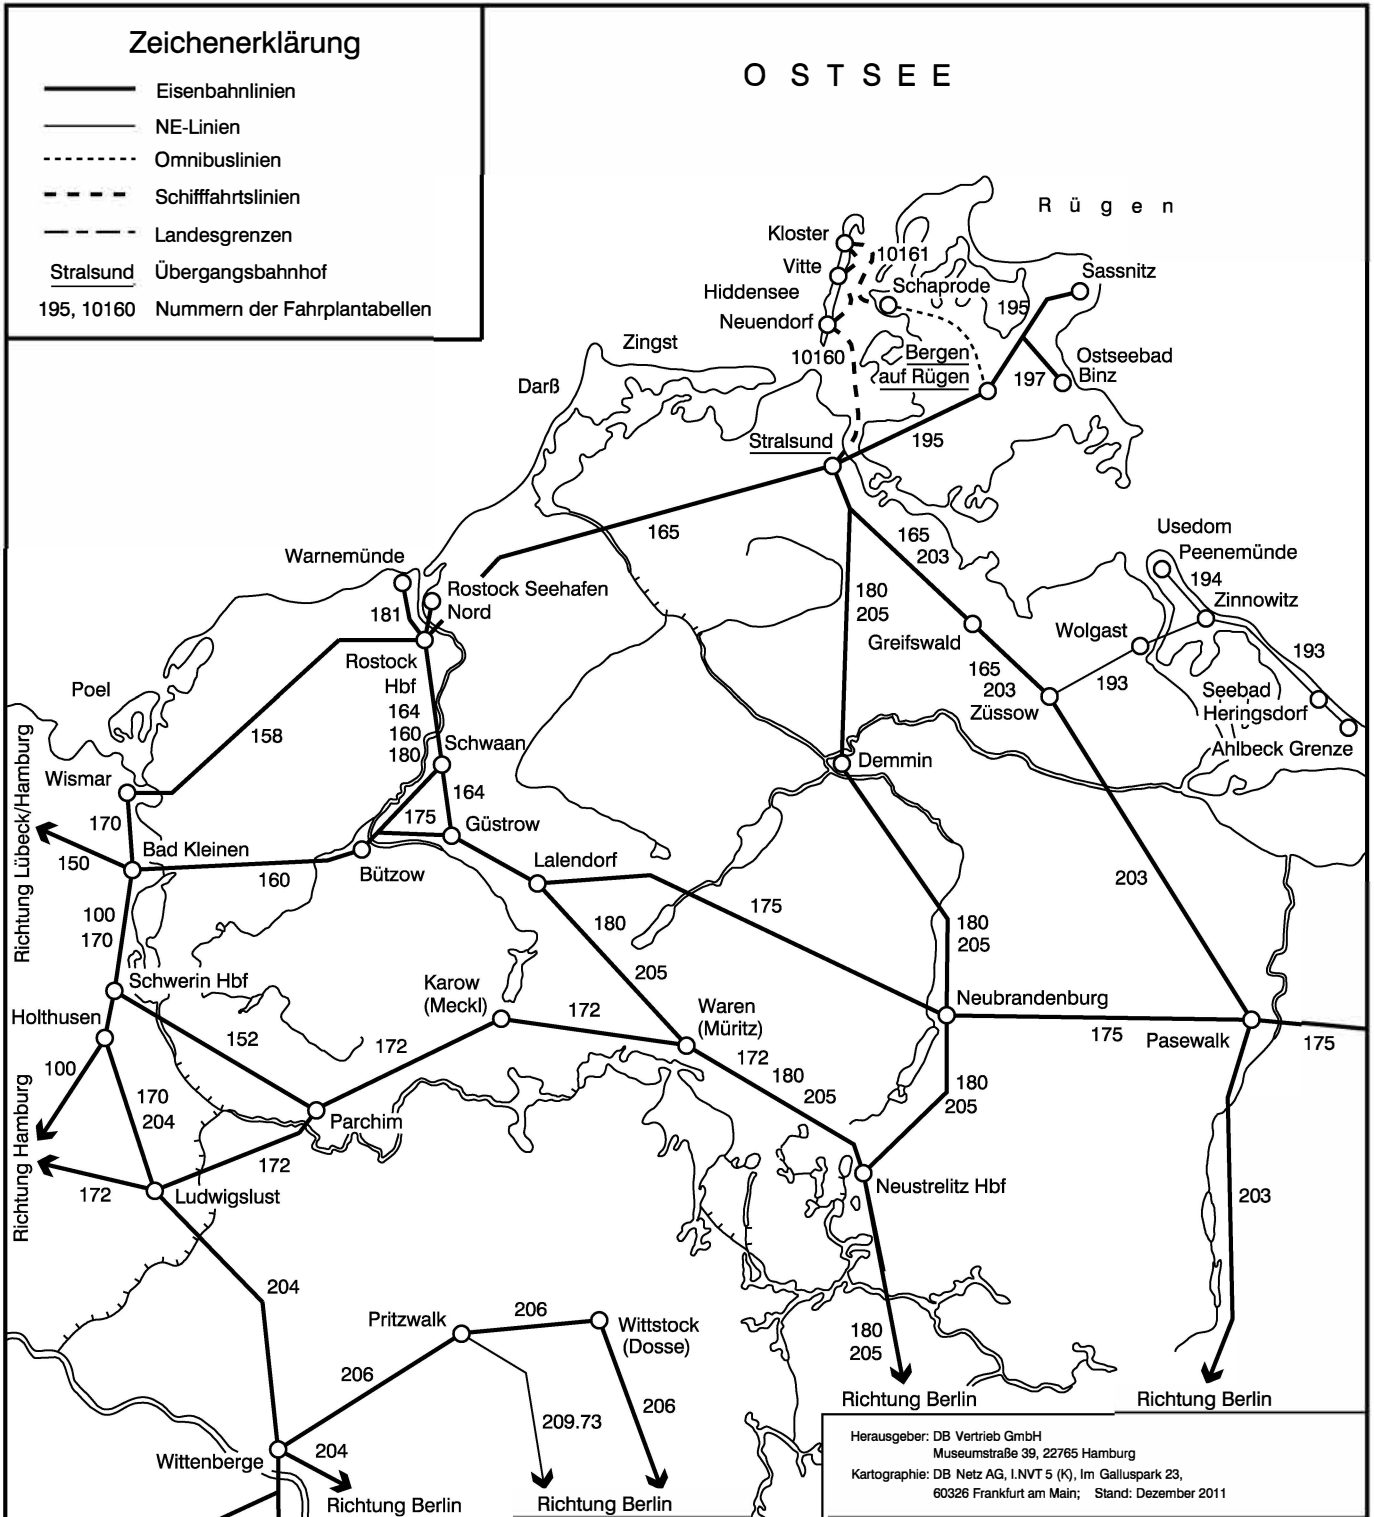 Zeichenerklärung
Eisenbahnlinien
NE-Linien
Omnibuslinien
Schifffahrtslinien
Landesgrenzen
Stralsund Übergangsbahnhof
195, 10160 Nummern der Fahrplantabellen
OSTSEE
Rügen
Kloster
10161
Vitte
Sassnitz
Schaprode
Hiddensee
195
Neuendorf
Zingst
10160
Bergen
auf Rügen
Ostseebad
Binz
197
Darß
Stralsund
195
165
165
203
Usedom
Peenemünde
194
Zinnowitz
Warnemünde
Rostock Seehafen
Nord
181
180
205
Greifswald
Wolgast
193
Rostock
Hbf
164
160
180
165
203
Züssow
193
Seebad
Heringsdorf
Ahlbeck Grenze
Poel
158
Schwaan
Demmin
Wismar
164
170
175
Güstrow
Richtung Lübeck/Hamburg
150
Bad Kleinen
160
Bützow
Lalendorf
203
175
100
170
180
180
205
205
Schwerin Hbf
Karow
(Meckl)
Waren
(Müritz)
Neubrandenburg
Holthusen
172
152
172
175
Pasewalk
175
100
172
180
205
180
205
170
204
Parchim
Richtung Hamburg
172
172
Ludwigslust
Neustrelitz Hbf
203
204
Pritzwalk
206
Wittstock
(Dosse)
180
205
206
206
209.73
Richtung Berlin
Richtung Berlin
Wittenberge
204
Richtung Berlin
Richtung Berlin
Herausgeber: DB Vertrieb GmbH
Museumstraße 39, 22765 Hamburg
Kartographie: DB Netz AG, I.NVT 5 (K), Im Galluspark 23,
60326 Frankfurt am Main; Stand: Dezember 2011